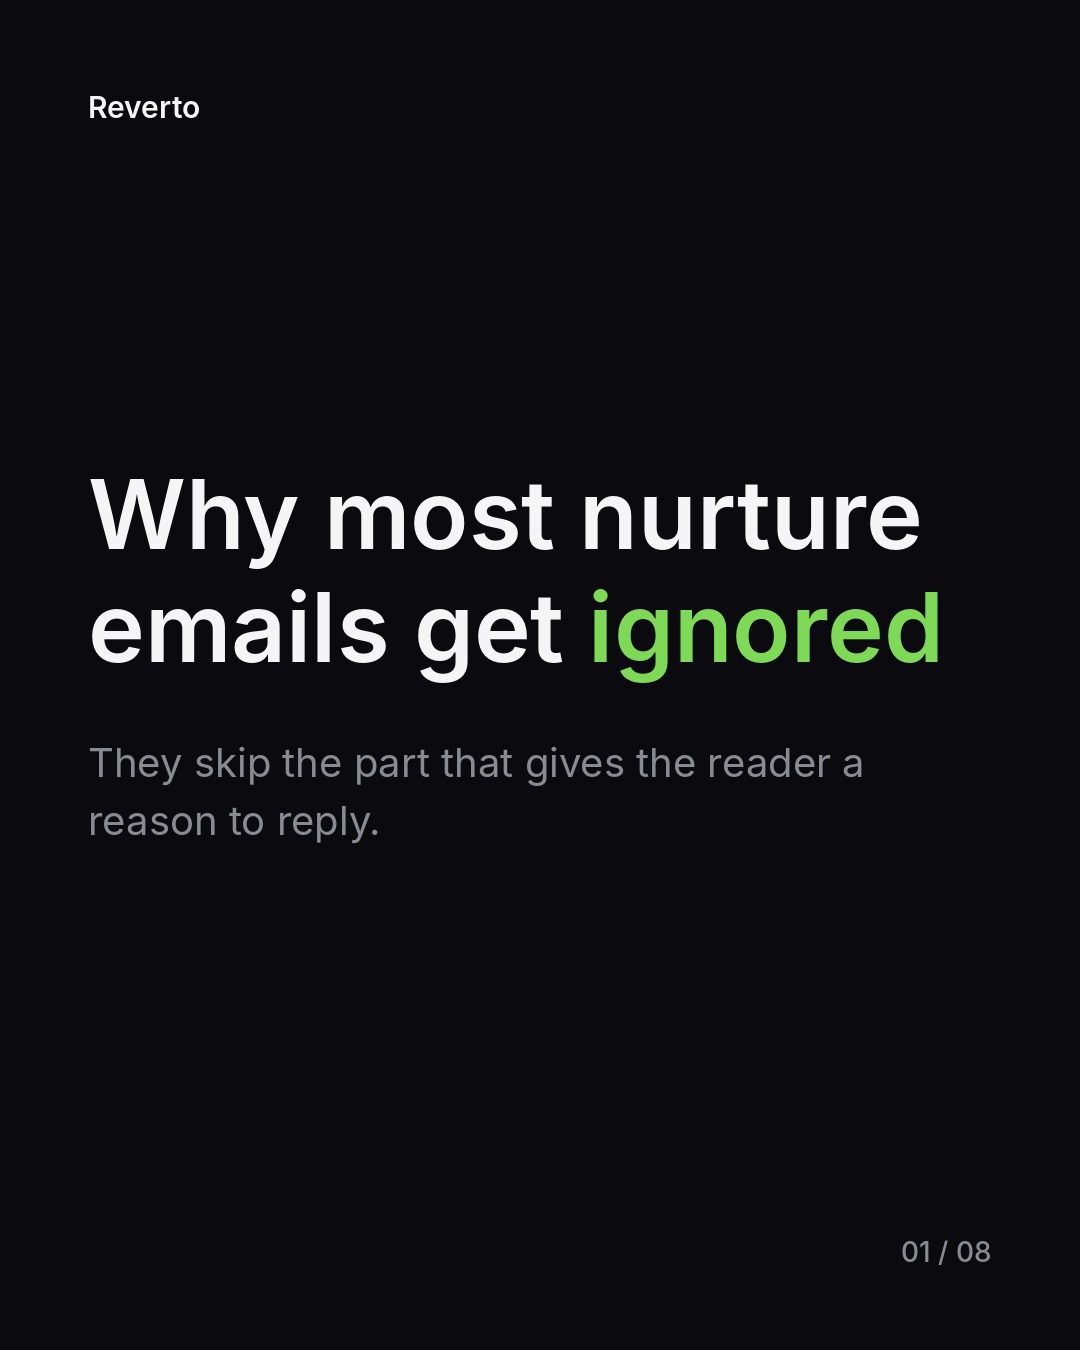 Reverto
Why most nurture
emails get ignored
They skip the part that gives the reader a
reason to reply.
01 / 08